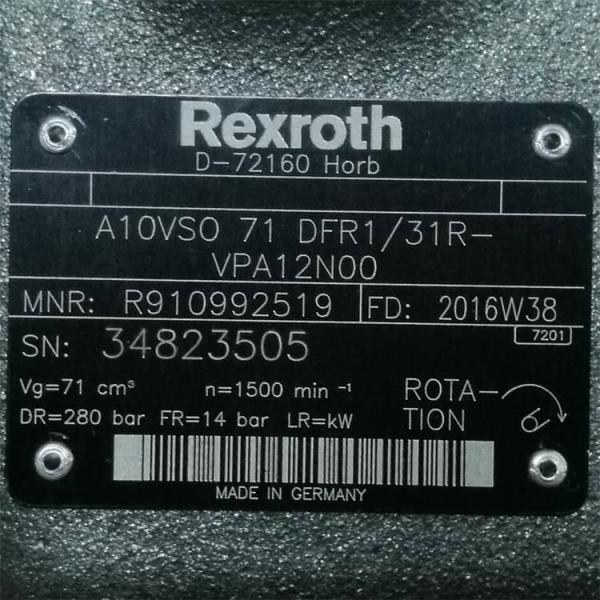 Rexroth
D-72160 Horb
A10VSO 71 DFR1/31R-
VPA12N00
MNR: R910992519 FD: 2016W38
7201
SN: 34823505
Vg=71 cm³ n=1500 min ⁻¹ ROTA-
DR=280 bar FR=14 bar LR=kW TION
MADE IN GERMANY